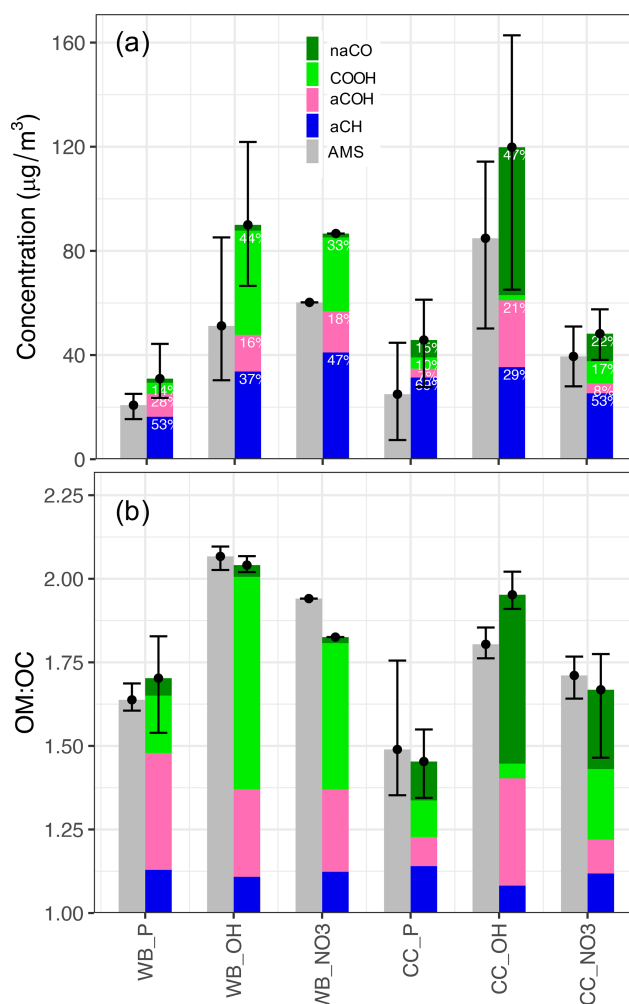 (a)
naCO
COOH
aCOH
aCH
AMS
Concentration (μg/m³)
160
120
80
40
0
14%
28%
53%
44%
16%
37%
33%
18%
47%
15%
10%
47%
21%
29%
22%
17%
8%
53%
(b)
OM:OC
2.25
2.00
1.75
1.50
1.25
1.00
WB_P
WB_OH
WB_NO3
CC_P
CC_OH
CC_NO3